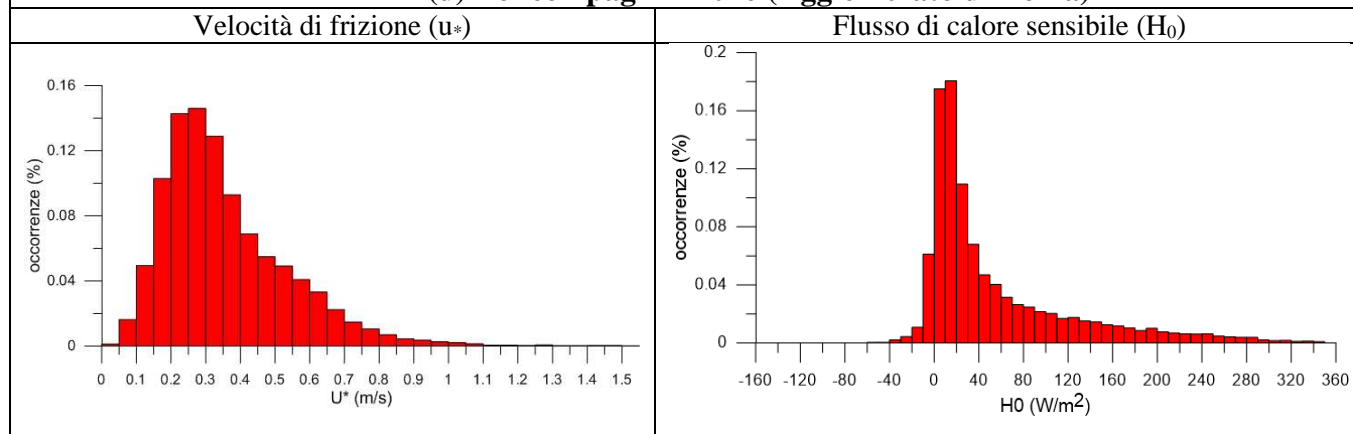 Velocità di frizione (u*)
Flusso di calore sensibile (H0)
0.16
0.12
0.08
0.04
0
occorrenze (%)
0 0.1 0.2 0.3 0.4 0.5 0.6 0.7 0.8 0.9 1 1.1 1.2 1.3 1.4 1.5
U* (m/s)
0.2
0.16
0.12
0.08
0.04
0
occorrenze (%)
-160 -120 -80 -40 0 40 80 120 160 200 240 280 320 360
H0 (W/m2)